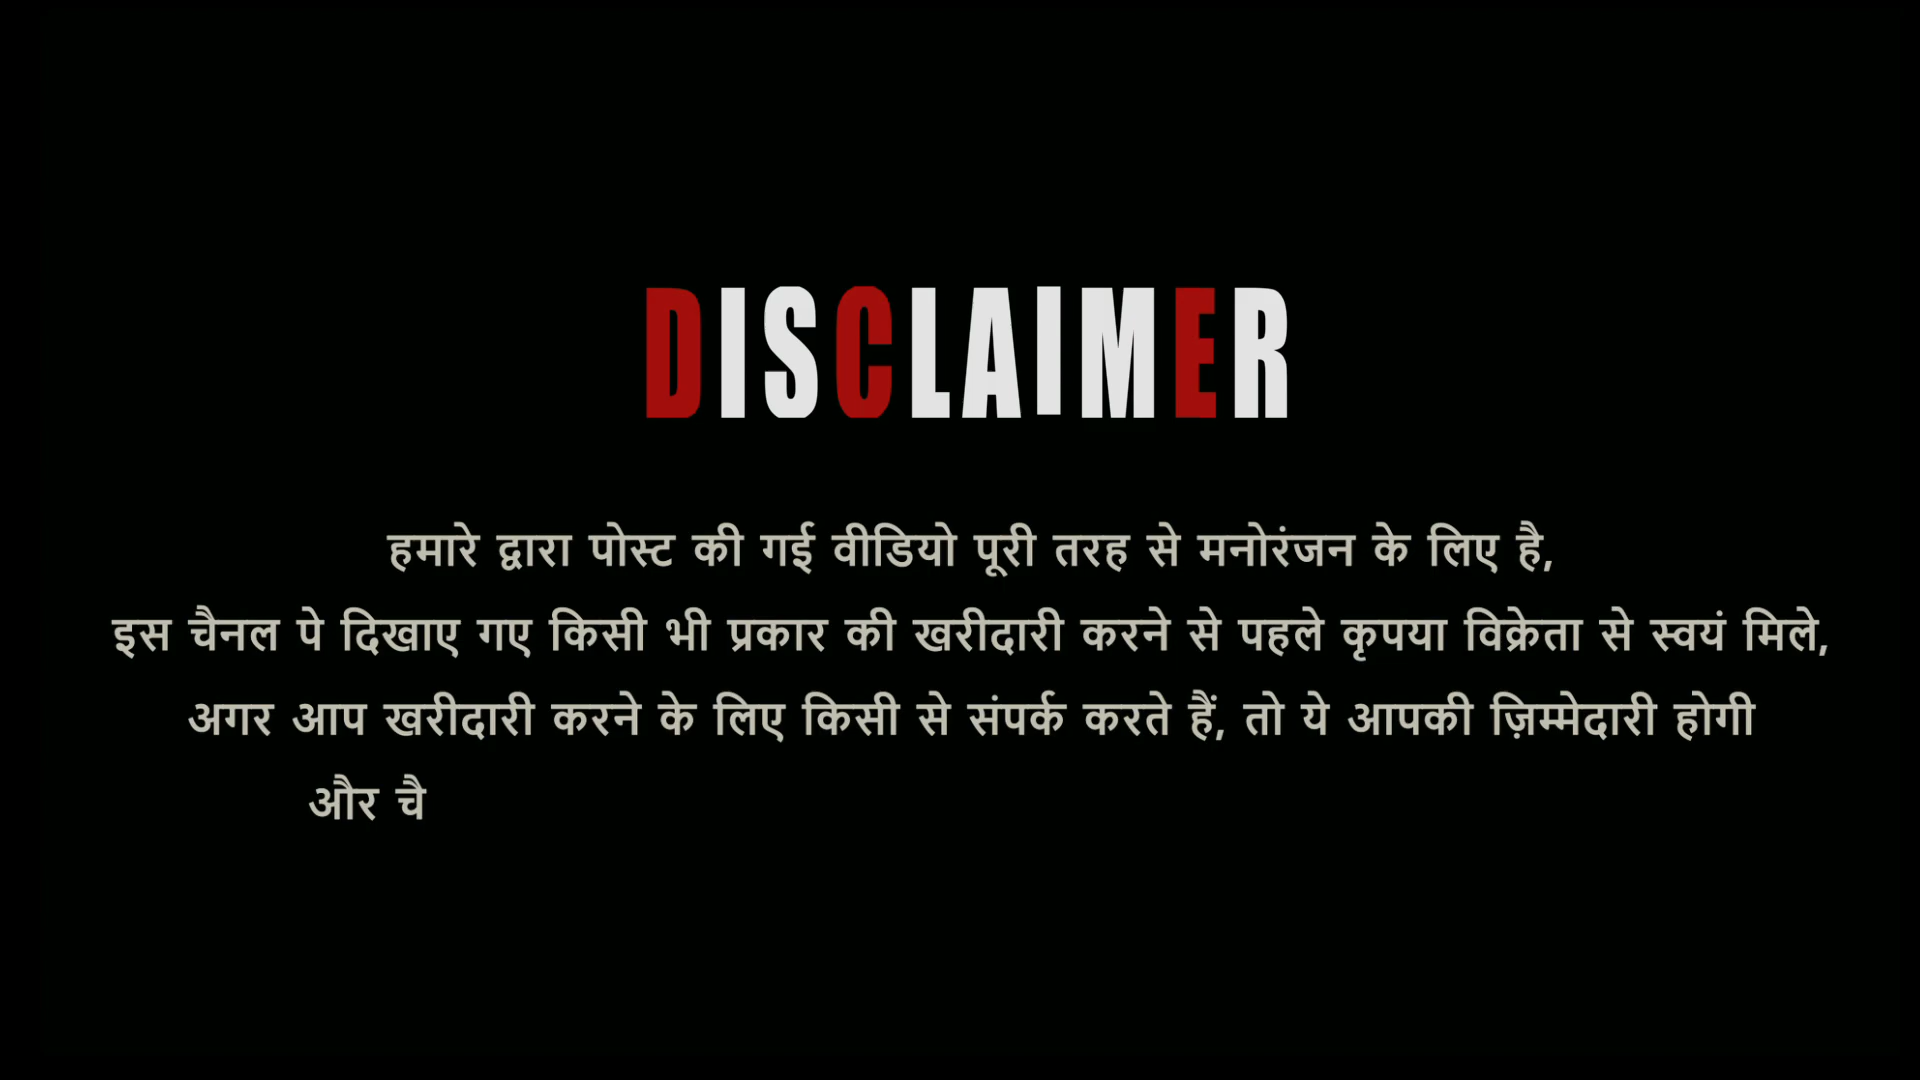 DISCLAIMER
हमारे द्वारा पोस्ट की गई वीडियो पूरी तरह से मनोरंजन के लिए है,
इस चैनल पे दिखाए गए किसी भी प्रकार की खरीदारी करने से पहले कृपया विक्रेता से स्वयं मिले,
अगर आप खरीदारी करने के लिए किसी से संपर्क करते हैं, तो ये आपकी ज़िम्मेदारी होगी
और चै